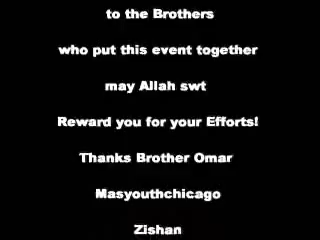 to the Brothers
who put this event together
may Allah swt
Reward you for your Efforts!
Thanks Brother Omar
Masyouthchicago
Zishan